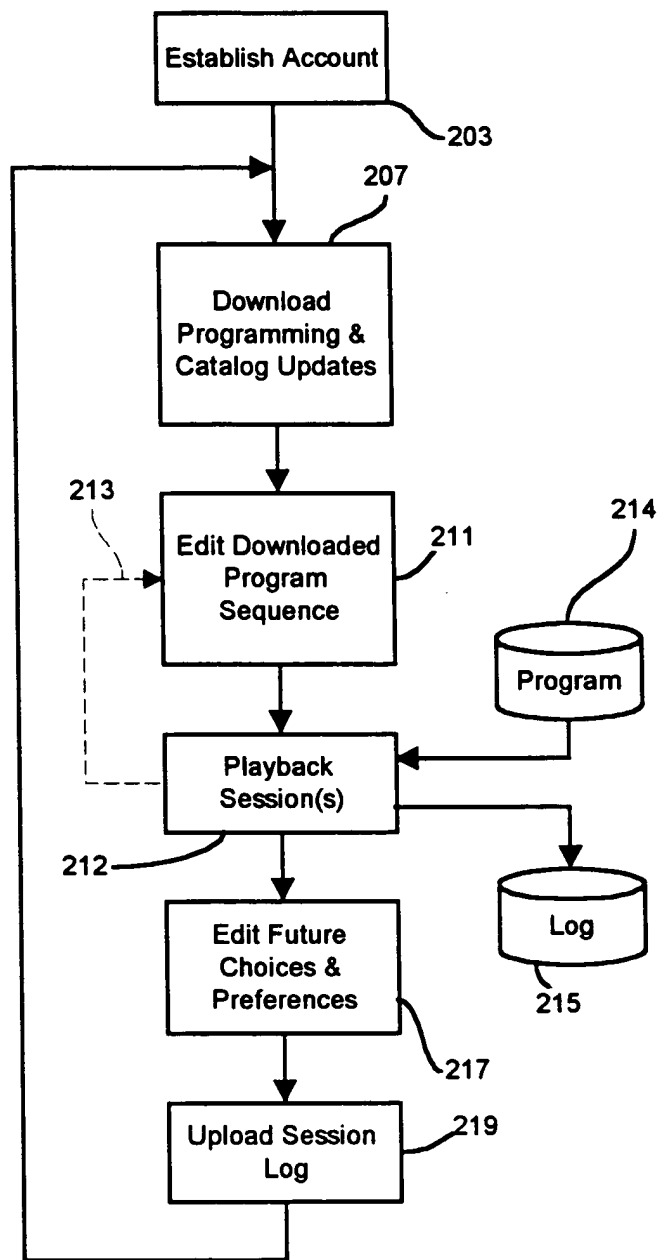 Establish Account
203
207
Download
Programming &
Catalog Updates
213
Edit Downloaded
Program
Sequence
211
214
Program
Playback
Session(s)
212
Log
215
Edit Future
Choices &
Preferences
217
Upload Session
Log
219